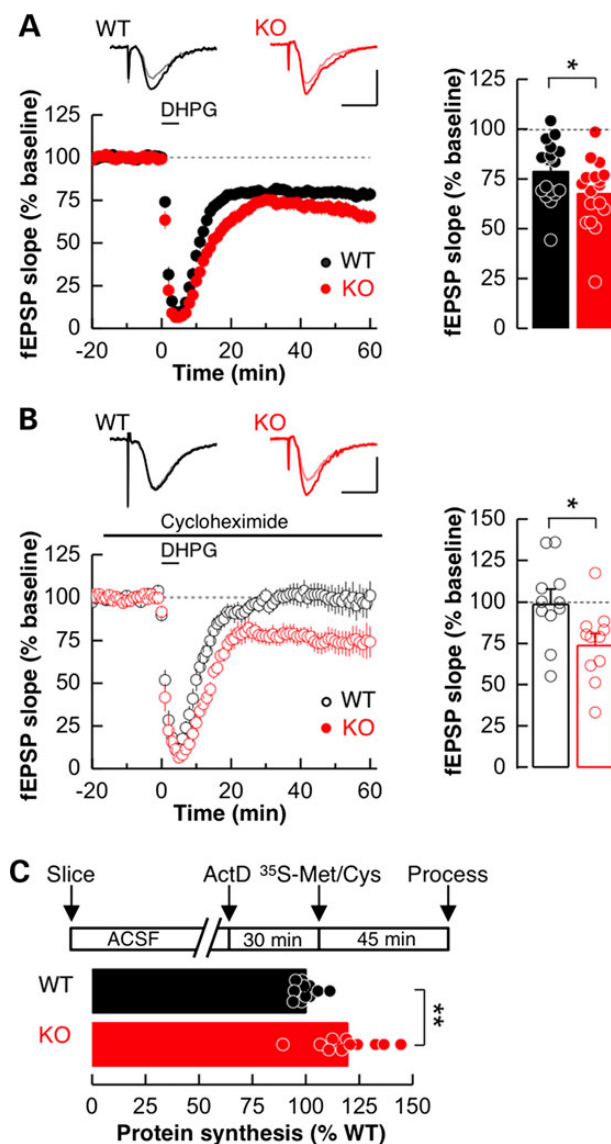 A
WT
KO
DHPG
fEPSP slope (% baseline)
125
100
75
50
25
0
WT
KO
-20
0
20
40
60
Time (min)
*
fEPSP slope (% baseline)
125
100
75
50
25
0
B
WT
KO
Cycloheximide
DHPG
fEPSP slope (% baseline)
125
100
75
50
25
0
WT
KO
-20
0
20
40
60
Time (min)
*
fEPSP slope (% baseline)
150
125
100
75
50
25
0
C
Slice
ActD
³⁵S-Met/Cys
Process
ACSF
30 min
45 min
WT
KO
**
0
25
50
75
100
125
150
Protein synthesis (% WT)